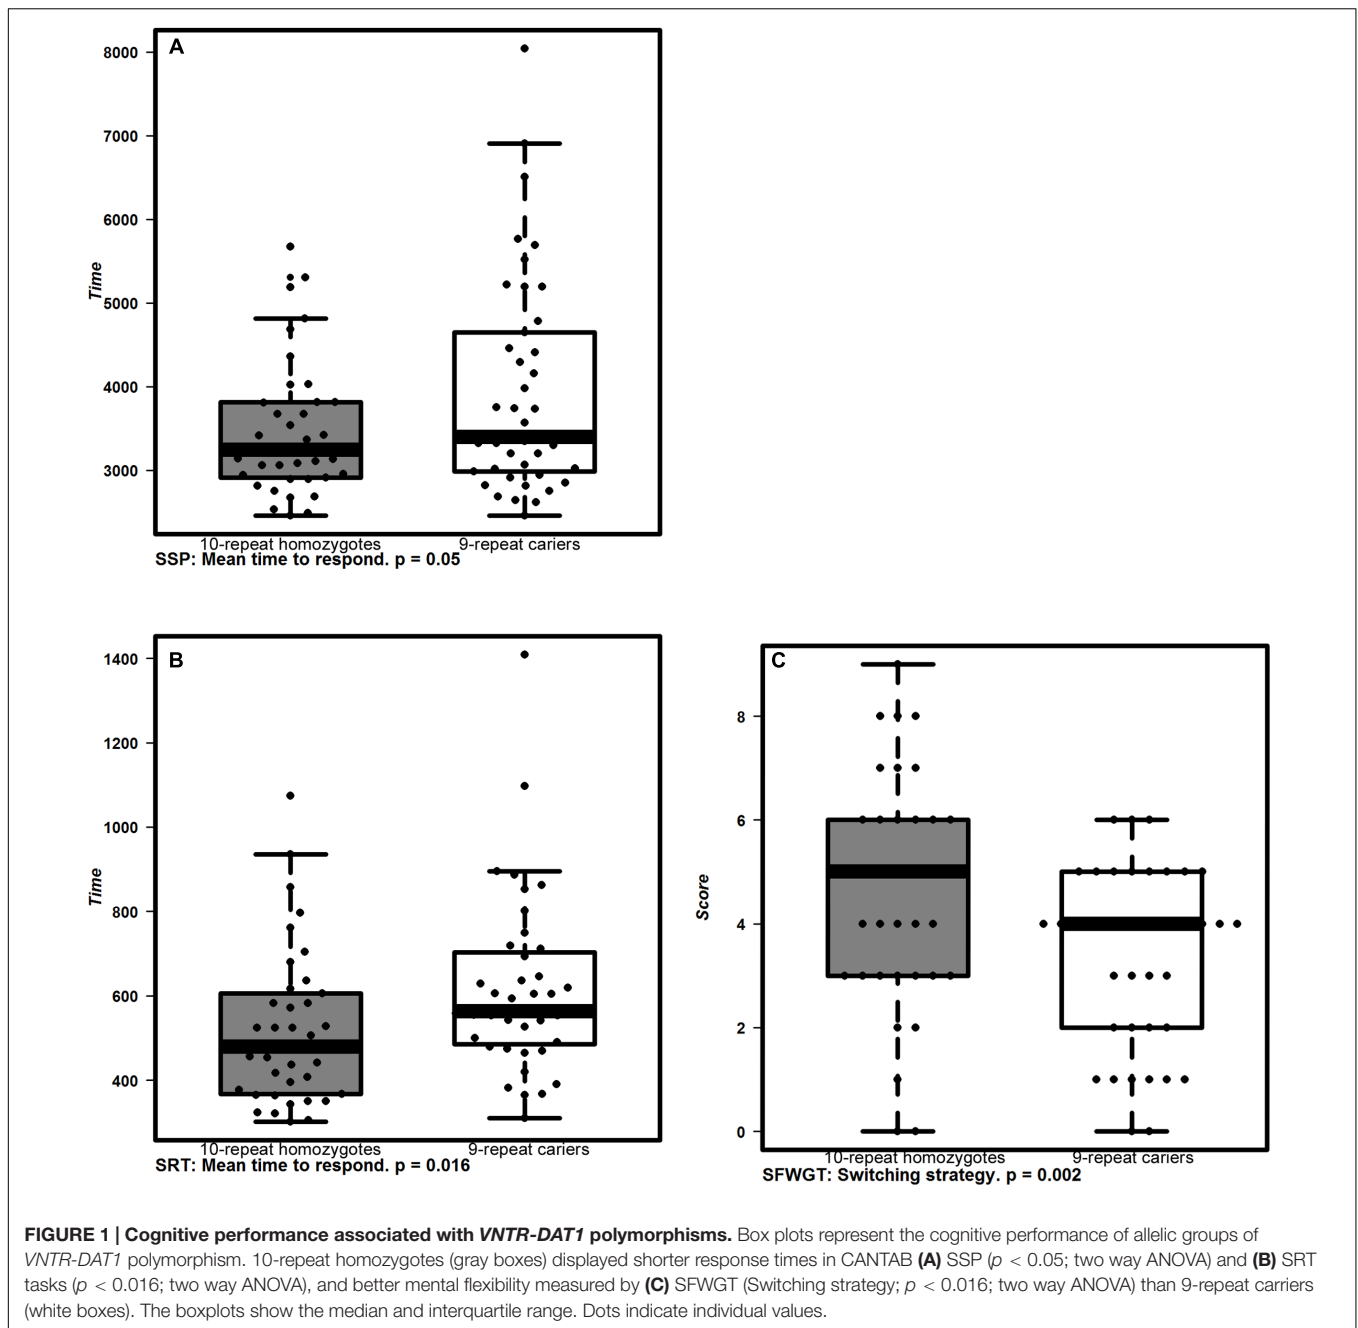 A
8000
7000
6000
5000
4000
3000
Time
10-repeat homozygotes 9-repeat cariers
SSP: Mean time to respond. p = 0.05
B
1400
1200
1000
800
600
400
Time
10-repeat homozygotes 9-repeat cariers
SRT: Mean time to respond. p = 0.016
C
8
6
4
2
0
Score
10-repeat homozygotes 9-repeat cariers
SFWGT: Switching strategy. p = 0.002
FIGURE 1 | Cognitive performance associated with VNTR-DAT1 polymorphisms. Box plots represent the cognitive performance of allelic groups of
VNTR-DAT1 polymorphism. 10-repeat homozygotes (gray boxes) displayed shorter response times in CANTAB (A) SSP (p < 0.05; two way ANOVA) and (B) SRT
tasks (p < 0.016; two way ANOVA), and better mental flexibility measured by (C) SFWGT (Switching strategy; p < 0.016; two way ANOVA) than 9-repeat carriers
(white boxes). The boxplots show the median and interquartile range. Dots indicate individual values.